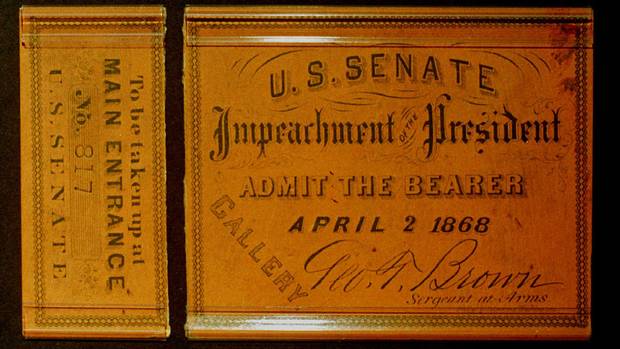 To be taken up at
MAIN ENTRANCE
No. 817
U.S. SENATE
U.S. SENATE
Impeachment OF THE President
ADMIT THE BEARER
APRIL 2 1868
GALLERY
Geo. T. Brown
Sergeant at Arms